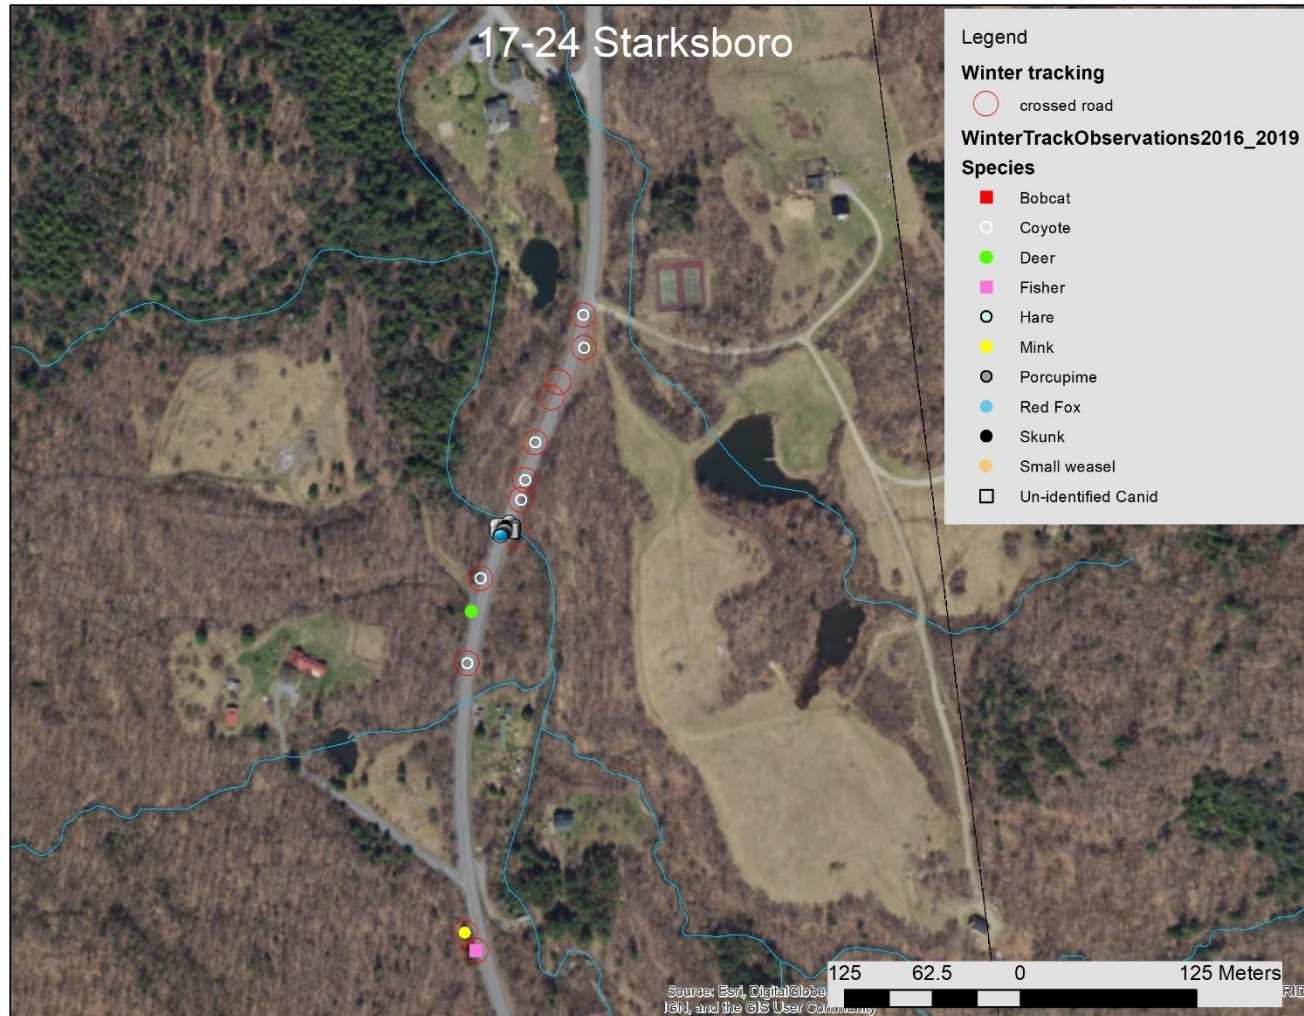 17-24 Starksboro
Legend
Winter tracking
crossed road
WinterTrackObservations2016_2019
Species
Bobcat
Coyote
Deer
Fisher
Hare
Mink
Porcupime
Red Fox
Skunk
Small weasel
Un-identified Canid
125 62.5 0 125 Meters
Source: Esri, DigitalGlobe,
IGN, and the GIS User Community